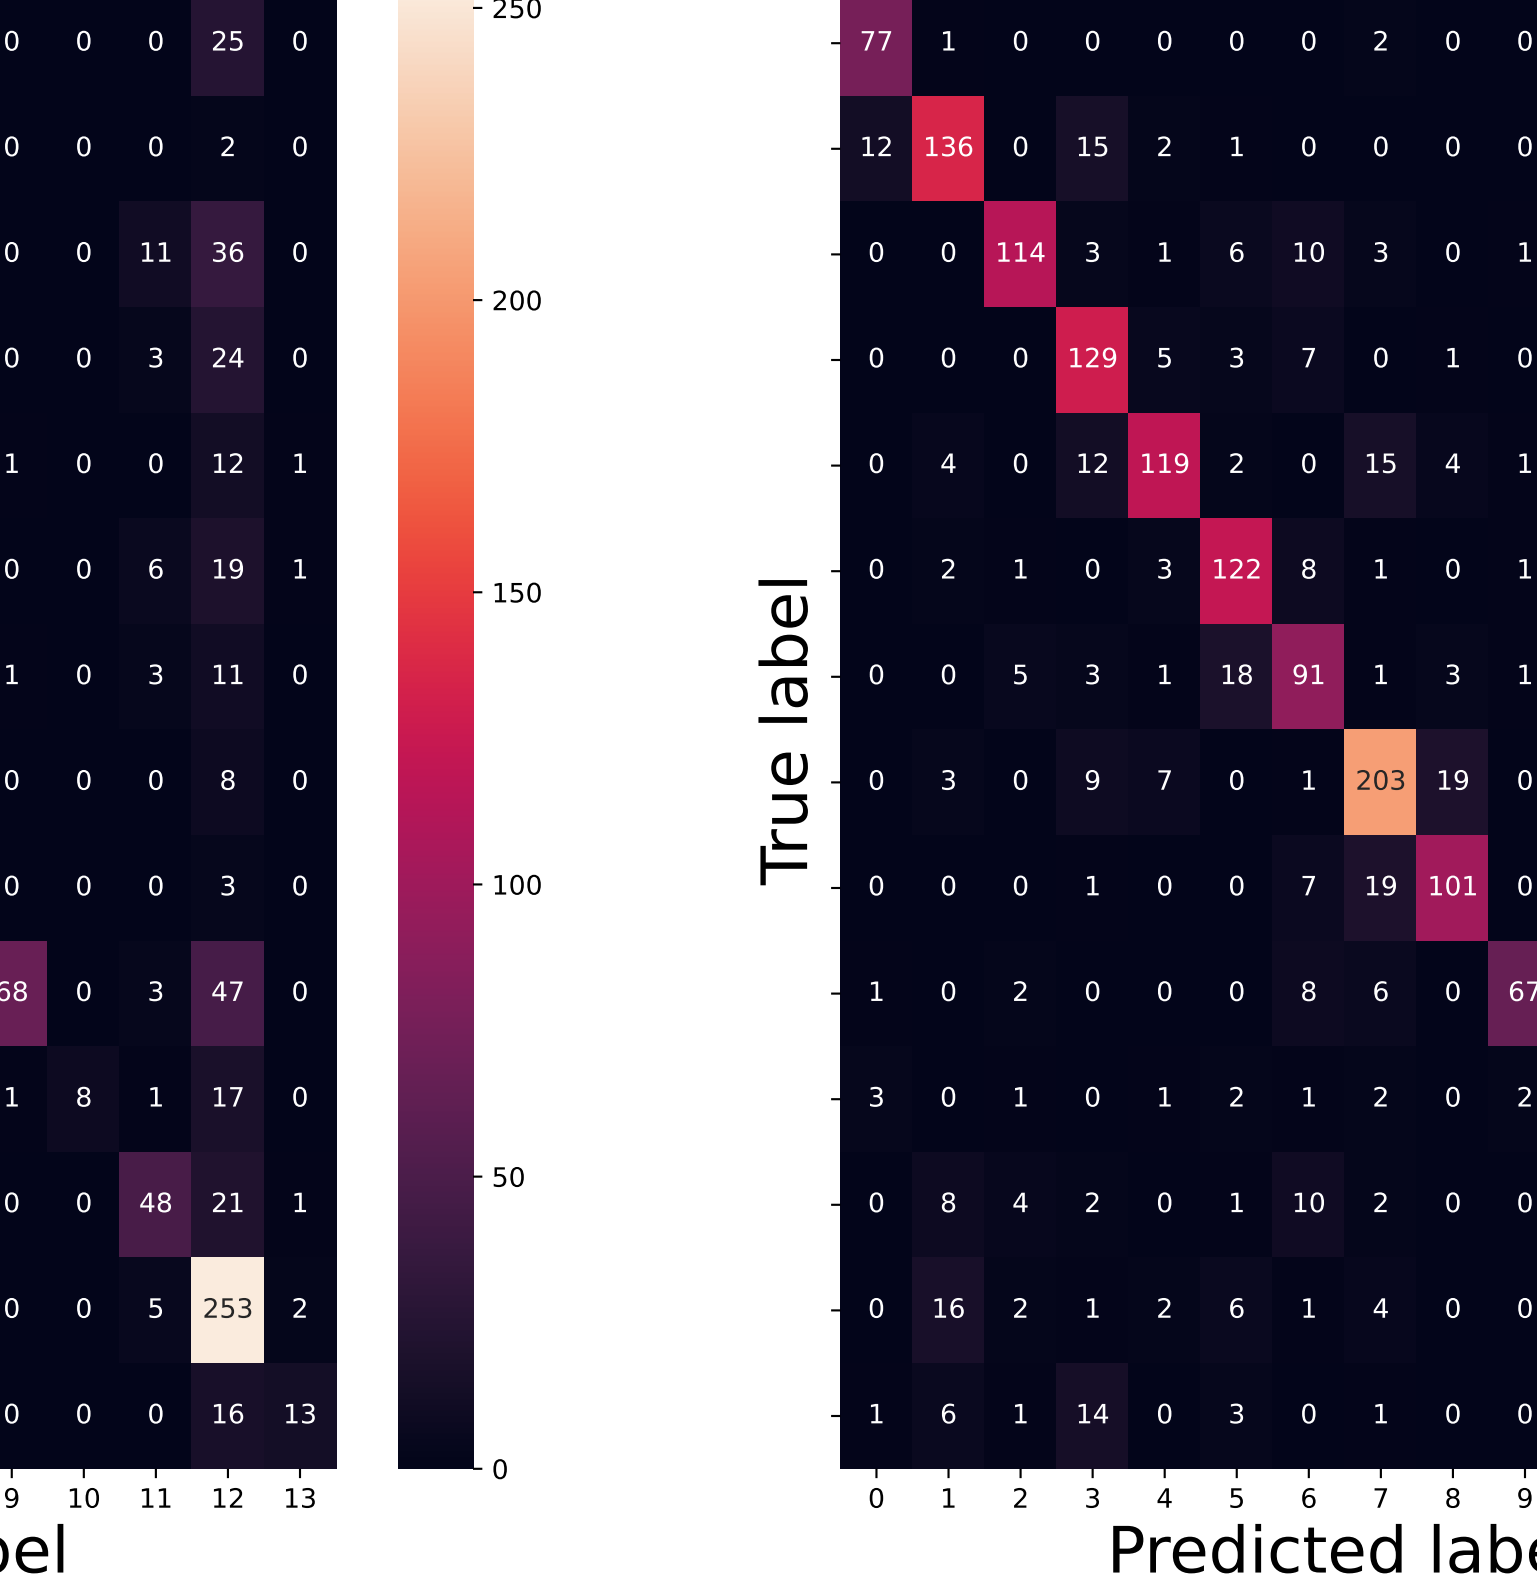 0 0 0 25 0
0 0 0 2 0
0 0 11 36 0
0 0 3 24 0
1 0 0 12 1
0 0 6 19 1
1 0 3 11 0
0 0 0 8 0
0 0 0 3 0
68 0 3 47 0
1 8 1 17 0
0 0 48 21 1
0 0 5 253 2
0 0 0 16 13
9 10 11 12 13
bel
250
200
150
100
50
0
True label
77 1 0 0 0 0 0 2 0 0
12 136 0 15 2 1 0 0 0 0
0 0 114 3 1 6 10 3 0 1
0 0 0 129 5 3 7 0 1 0
0 4 0 12 119 2 0 15 4 1
0 2 1 0 3 122 8 1 0 1
0 0 5 3 1 18 91 1 3 1
0 3 0 9 7 0 1 203 19 0
0 0 0 1 0 0 7 19 101 0
1 0 2 0 0 0 8 6 0 67
3 0 1 0 1 2 1 2 0 2
0 8 4 2 0 1 10 2 0 0
0 16 2 1 2 6 1 4 0 0
1 6 1 14 0 3 0 1 0 0
0 1 2 3 4 5 6 7 8 9
Predicted labe